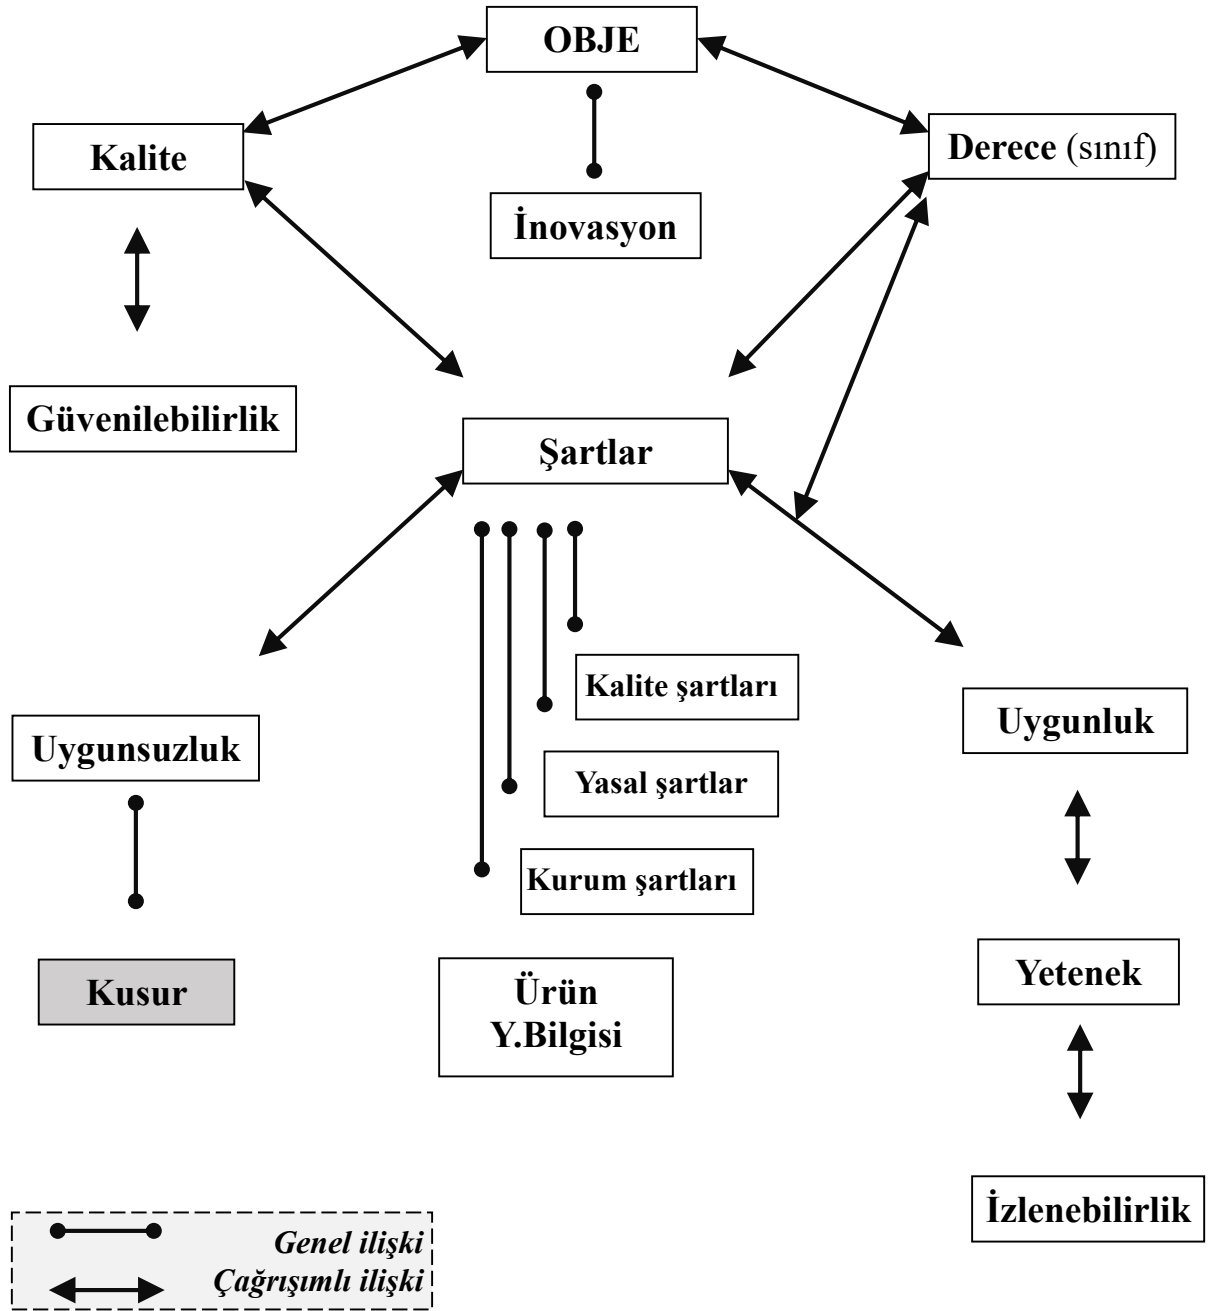 OBJE
Kalite
Derece (sınıf)
İnovasyon
Güvenilebilirlik
Şartlar
Kalite şartları
Uygunsuzluk
Uygunluk
Yasal şartlar
Kurum şartları
Kusur
Ürün
Y.Bilgisi
Yetenek
İzlenebilirlik
Genel ilişki
Çağrışımlı ilişki